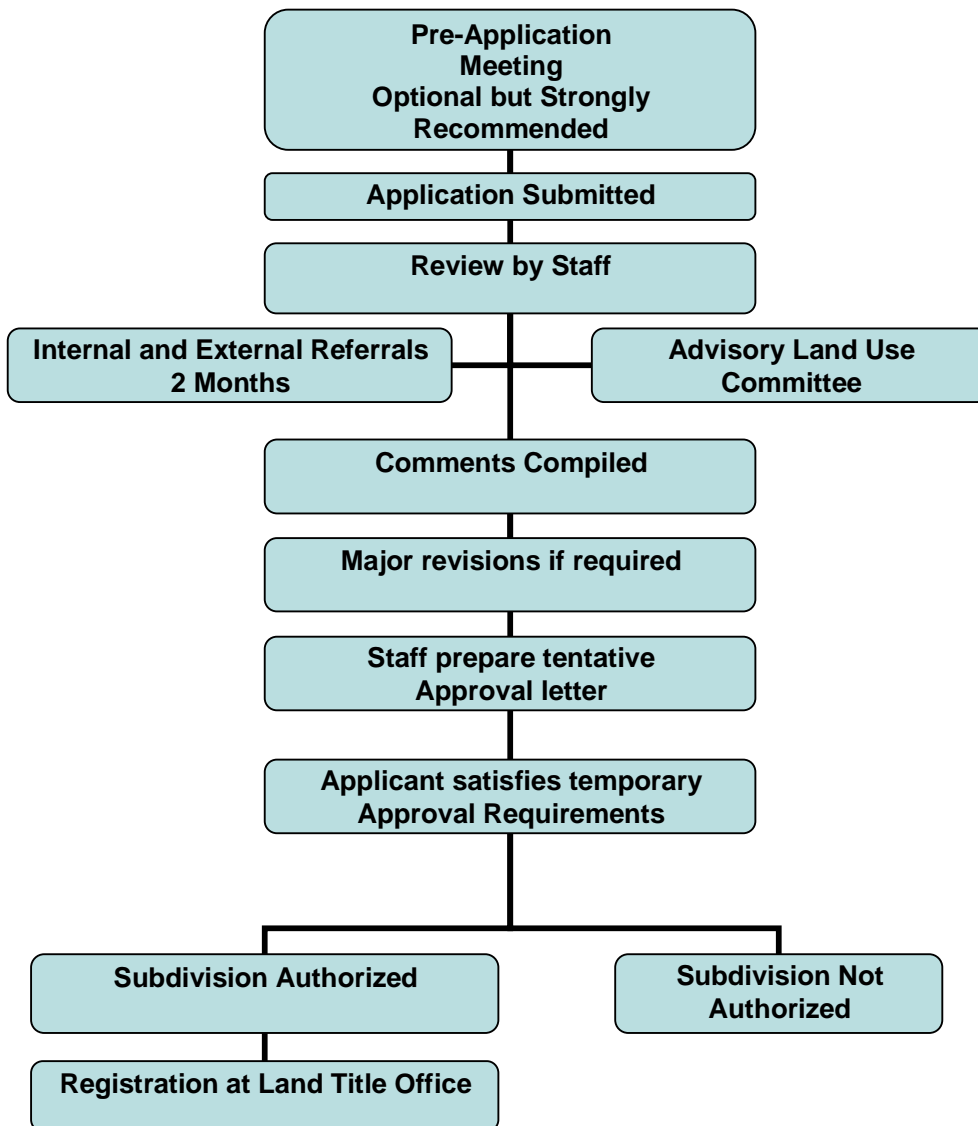 Pre-Application
Meeting
Optional but Strongly
Recommended
Application Submitted
Review by Staff
Internal and External Referrals
2 Months
Advisory Land Use
Committee
Comments Compiled
Major revisions if required
Staff prepare tentative
Approval letter
Applicant satisfies temporary
Approval Requirements
Subdivision Authorized
Subdivision Not
Authorized
Registration at Land Title Office